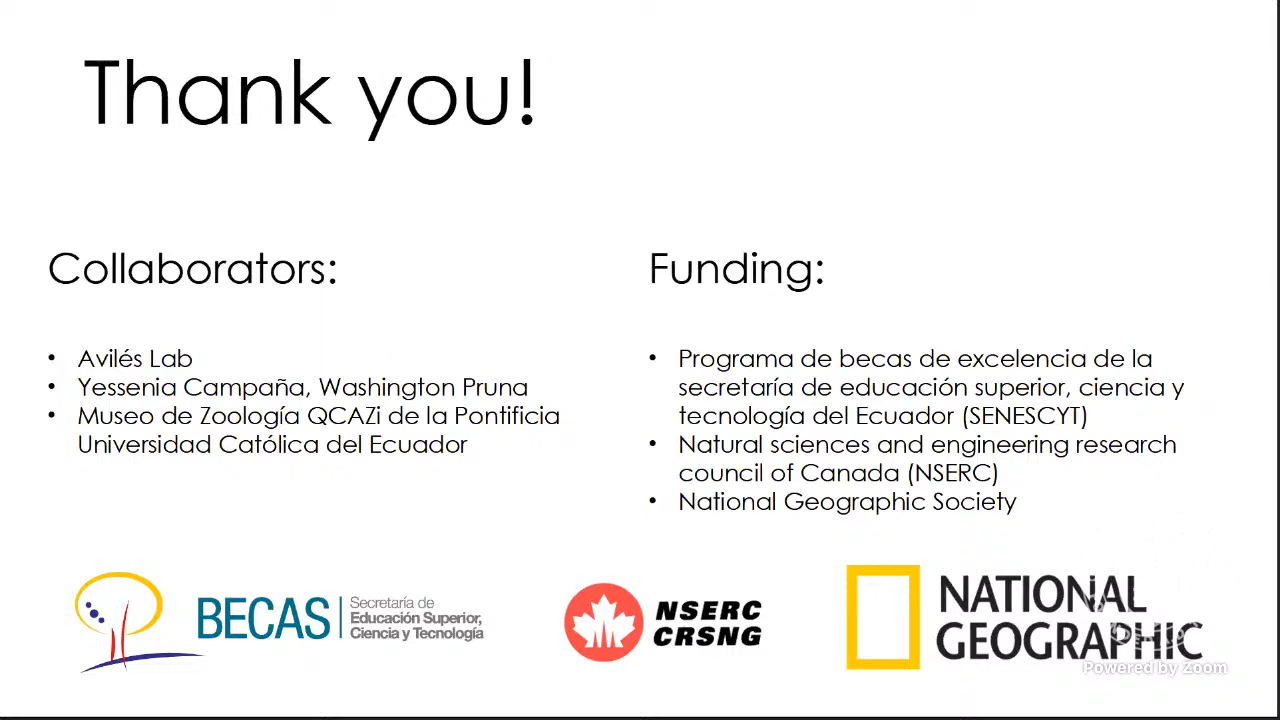 Thank you!
Collaborators:
• Avilés Lab
• Yessenia Campaña, Washington Pruna
• Museo de Zoología QCAZi de la Pontificia
Universidad Católica del Ecuador
Funding:
• Programa de becas de excelencia de la
secretaría de educación superior, ciencia y
tecnología del Ecuador (SENESCYT)
• Natural sciences and engineering research
council of Canada (NSERC)
• National Geographic Society
BECAS
Secretaría de
Educación Superior,
Ciencia y Tecnología
NSERC
CRSNG
NATIONAL
GEOGRAPHIC
Powered by Zoom